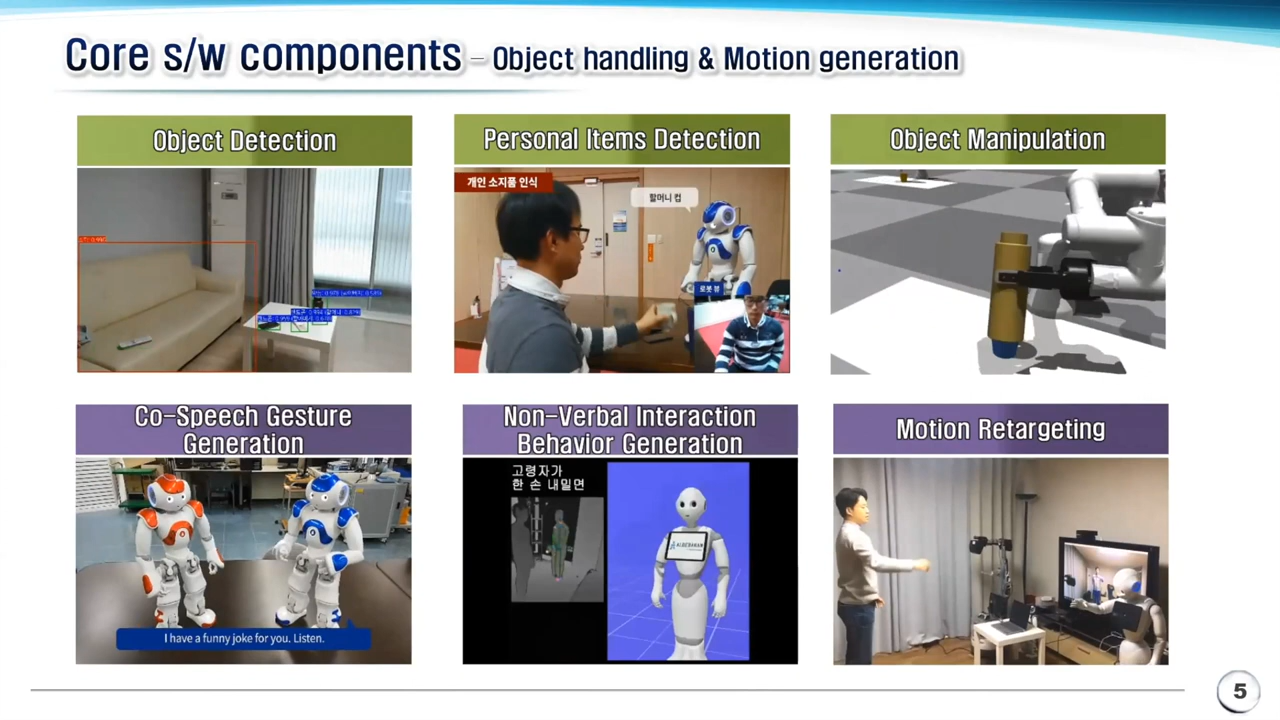 Core s/w components – Object handling & Motion generation
Object Detection
Personal Items Detection
Object Manipulation
개인 소지품 인식
할머니 컵
로봇 뷰
Co-Speech Gesture
Generation
Non-Verbal Interaction
Behavior Generation
Motion Retargeting
고령자가
한 손 내밀면
ALDEBARAN
I have a funny joke for you. Listen.
5